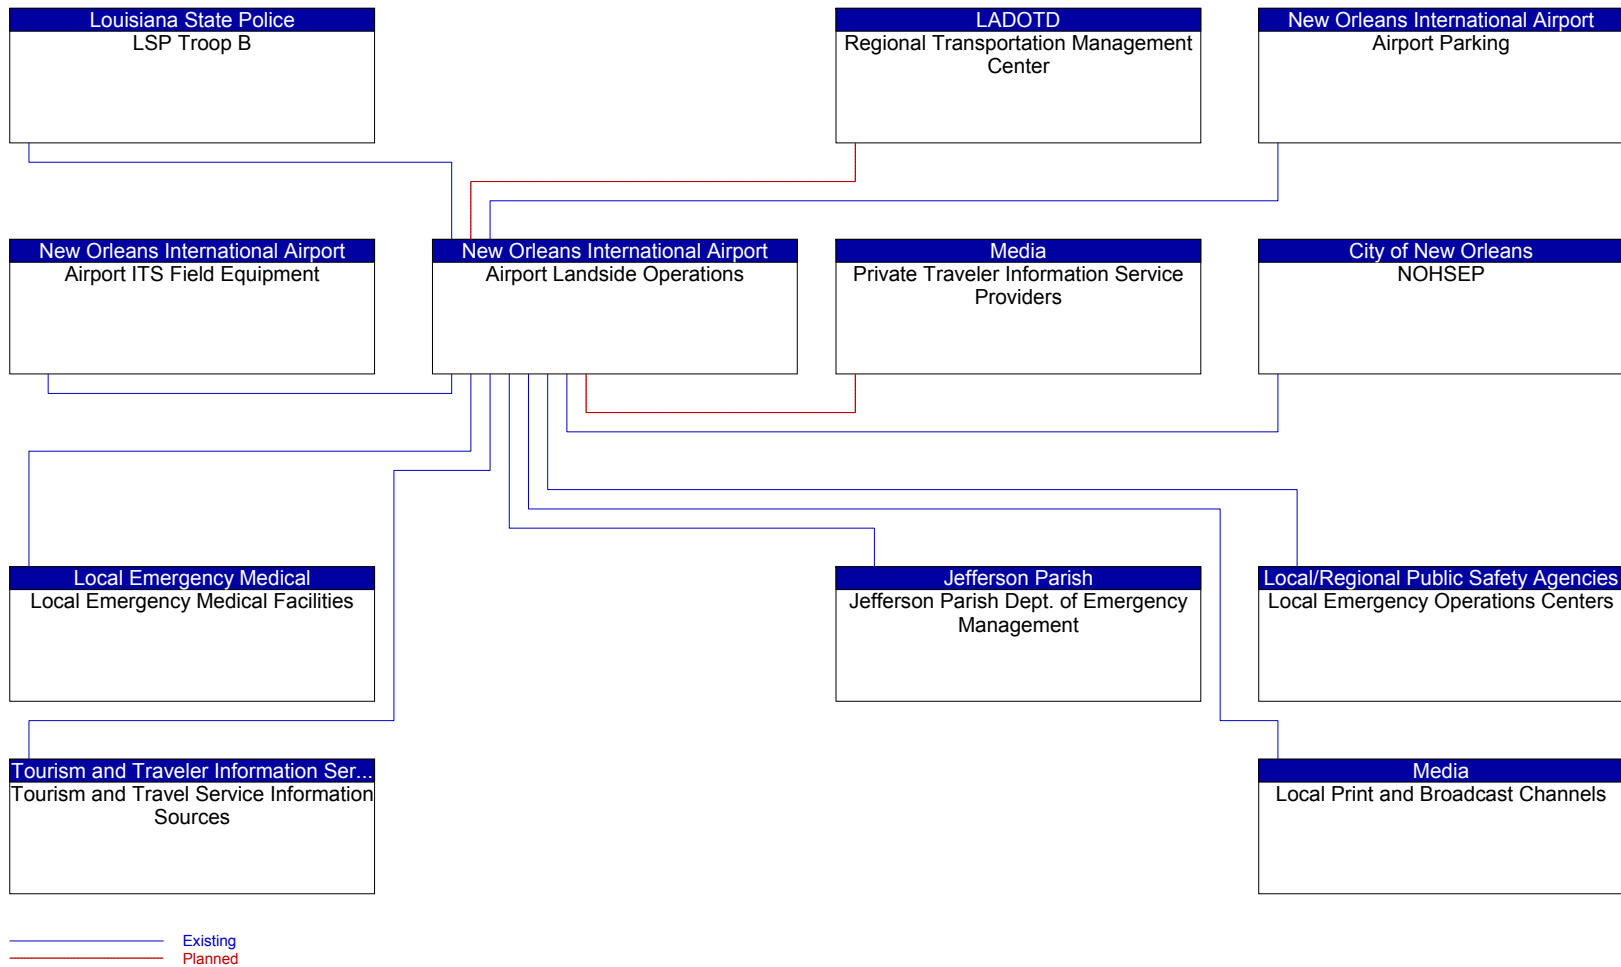 Louisiana State Police
LSP Troop B
LADOTD
Regional Transportation Management
Center
New Orleans International Airport
Airport Parking
New Orleans International Airport
Airport ITS Field Equipment
New Orleans International Airport
Airport Landside Operations
Media
Private Traveler Information Service
Providers
City of New Orleans
NOHSEP
Local Emergency Medical
Local Emergency Medical Facilities
Jefferson Parish
Jefferson Parish Dept. of Emergency
Management
Local/Regional Public Safety Agencies
Local Emergency Operations Centers
Tourism and Traveler Information Ser...
Tourism and Travel Service Information
Sources
Media
Local Print and Broadcast Channels
Existing
Planned